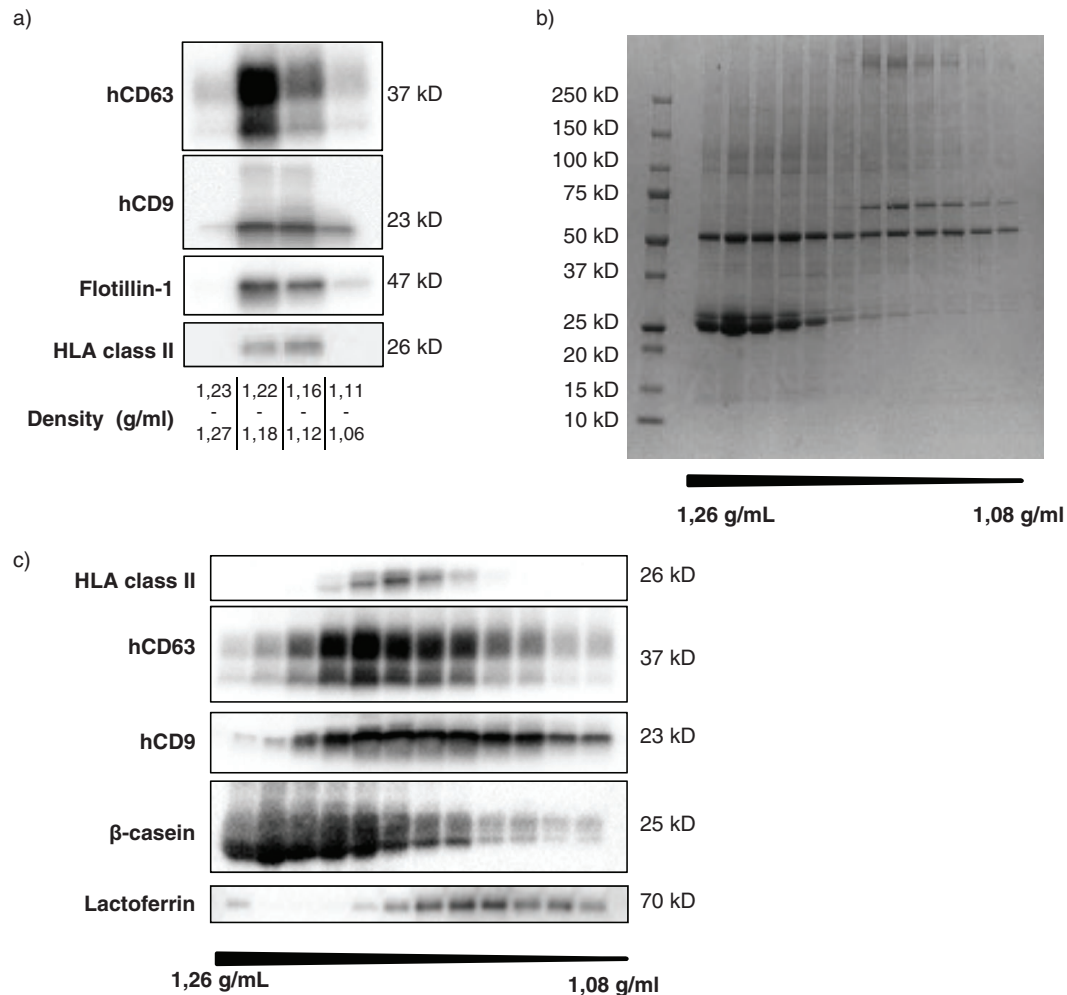 a)
hCD63
37 kD
hCD9
23 kD
Flotillin-1
47 kD
HLA class II
26 kD
Density (g/ml)
1,23 - 1,27
1,22 - 1,18
1,16 - 1,12
1,11 - 1,06
b)
250 kD
150 kD
100 kD
75 kD
50 kD
37 kD
25 kD
20 kD
15 kD
10 kD
1,26 g/mL 1,08 g/ml
c)
HLA class II 26 kD
hCD63 37 kD
hCD9 23 kD
β-casein 25 kD
Lactoferrin 70 kD
1,26 g/mL 1,08 g/ml